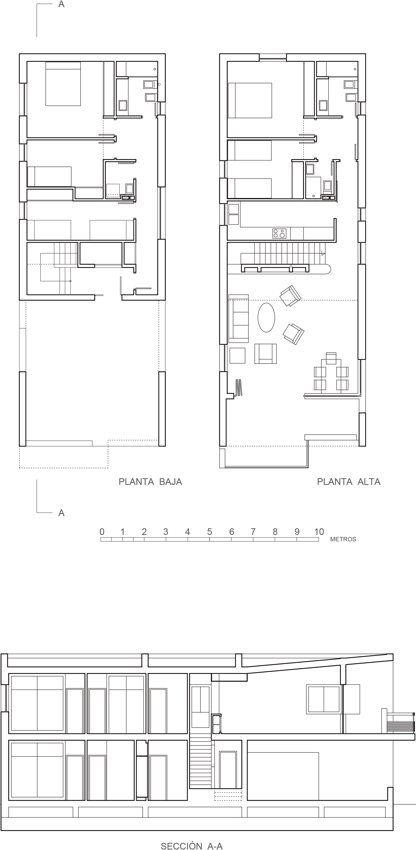 A
PLANTA BAJA
PLANTA ALTA
A
0 1 2 3 4 5 6 7 8 9 10
METROS
SECCIÓN A-A